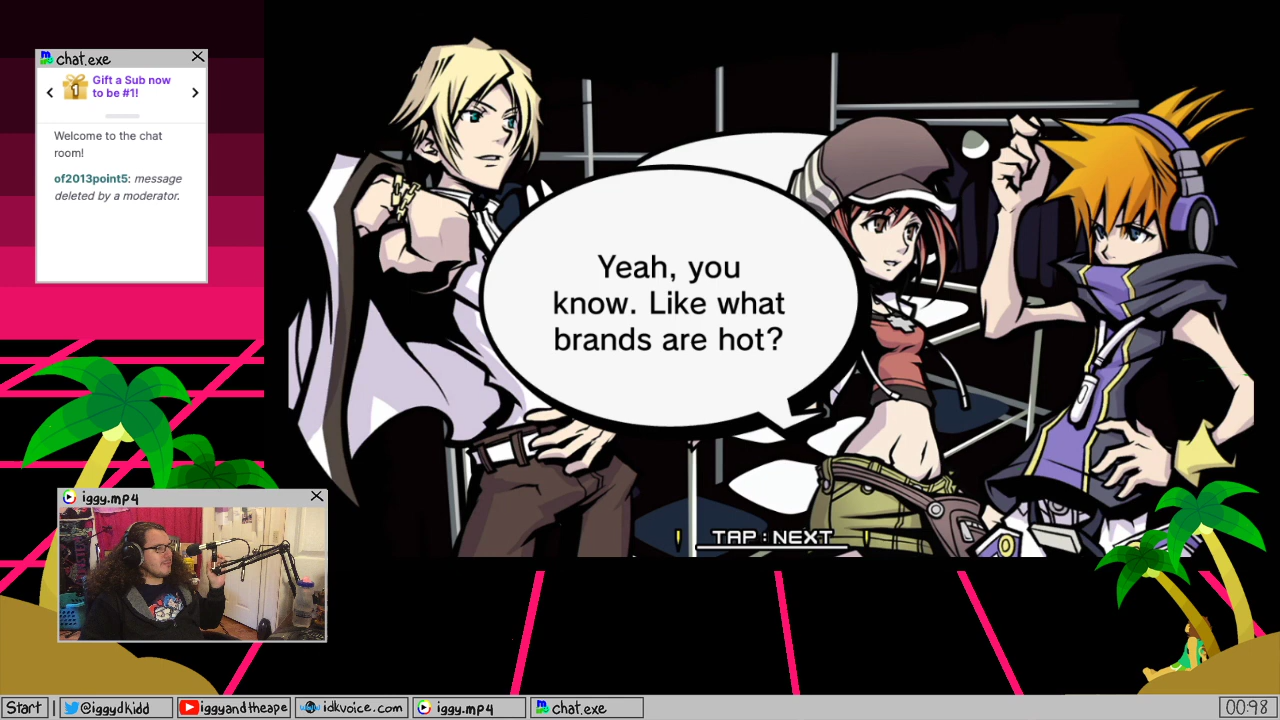 chat.exe
Gift a Sub now
to be #1!
1
Welcome to the chat
room!
of2013point5: message
deleted by a moderator.
Yeah, you
know. Like what
brands are hot?
TAP : NEXT
iggy.mp4
Start
@iggydkidd
iggyandtheape
www idkvoice.com
iggy.mp4
chat.exe
00:98